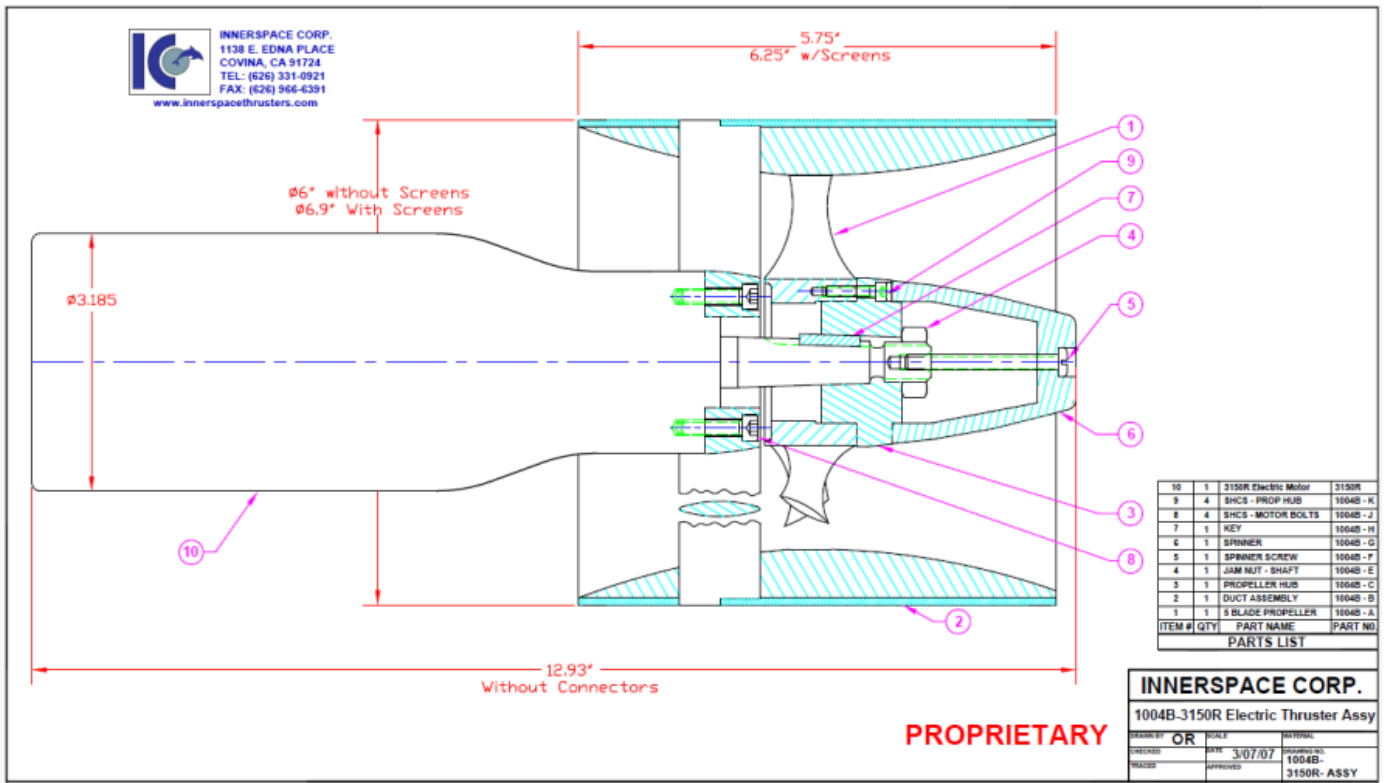 INNERSPACE CORP.
1138 E. EDNA PLACE
COVINA, CA 91724
TEL: (626) 331-0921
FAX: (626) 966-6391
www.innerspacethrusters.com
5.75"
6.25" w/Screens
Ø6" without Screens
Ø6.9" With Screens
Ø3.185
1
9
7
4
5
6
3
8
2
10
12.93"
Without Connectors
10 1 3150R Electric Motor 3150R
9 4 SHCS - PROP HUB 1004B - K
8 4 SHCS - MOTOR BOLTS 1004B - J
7 1 KEY 1004B - H
6 1 SPINNER 1004B - G
5 1 SPINNER SCREW 1004B - F
4 1 JAM NUT - SHAFT 1004B - E
3 1 PROPELLER HUB 1004B - C
2 1 DUCT ASSEMBLY 1004B - B
1 1 5 BLADE PROPELLER 1004B - A
ITEM # QTY PART NAME PART NO.
PARTS LIST
PROPRIETARY
INNERSPACE CORP.
1004B-3150R Electric Thruster Assy
DRAWN BY OR SCALE MATERIAL
CHECKED DATE 3/07/07 DRAWING NO.
1004B-
TRACED APPROVED 3150R- ASSY